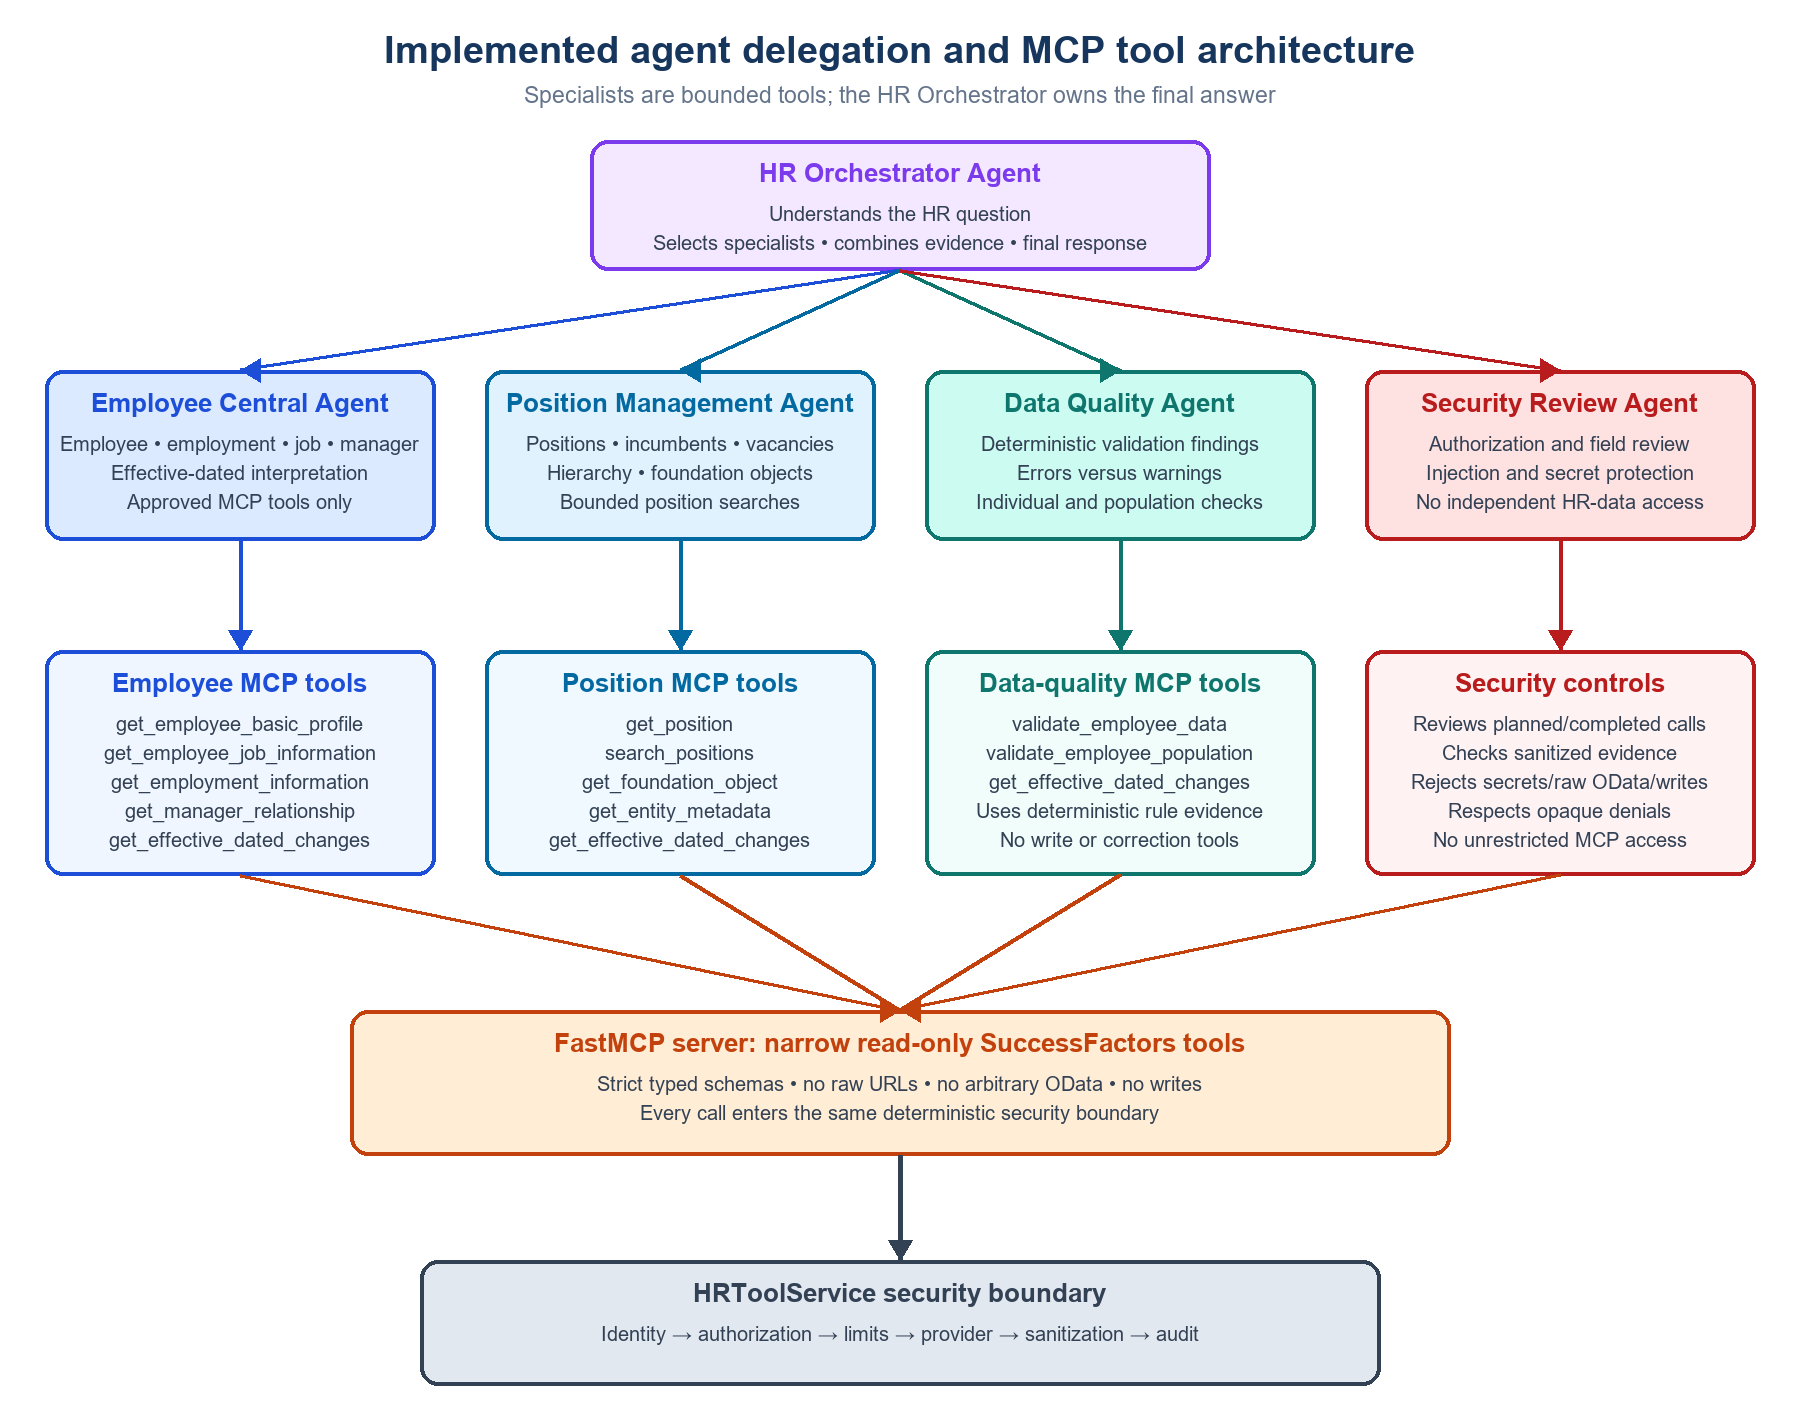 Implemented agent delegation and MCP tool architecture
Specialists are bounded tools; the HR Orchestrator owns the final answer
HR Orchestrator Agent
Understands the HR question
Selects specialists • combines evidence • final response
Employee Central Agent
Employee • employment • job • manager
Effective-dated interpretation
Approved MCP tools only
Position Management Agent
Positions • incumbents • vacancies
Hierarchy • foundation objects
Bounded position searches
Data Quality Agent
Deterministic validation findings
Errors versus warnings
Individual and population checks
Security Review Agent
Authorization and field review
Injection and secret protection
No independent HR-data access
Employee MCP tools
get_employee_basic_profile
get_employee_job_information
get_employment_information
get_manager_relationship
get_effective_dated_changes
Position MCP tools
get_position
search_positions
get_foundation_object
get_entity_metadata
get_effective_dated_changes
Data-quality MCP tools
validate_employee_data
validate_employee_population
get_effective_dated_changes
Uses deterministic rule evidence
No write or correction tools
Security controls
Reviews planned/completed calls
Checks sanitized evidence
Rejects secrets/raw OData/writes
Respects opaque denials
No unrestricted MCP access
FastMCP server: narrow read-only SuccessFactors tools
Strict typed schemas • no raw URLs • no arbitrary OData • no writes
Every call enters the same deterministic security boundary
HRToolService security boundary
Identity → authorization → limits → provider → sanitization → audit